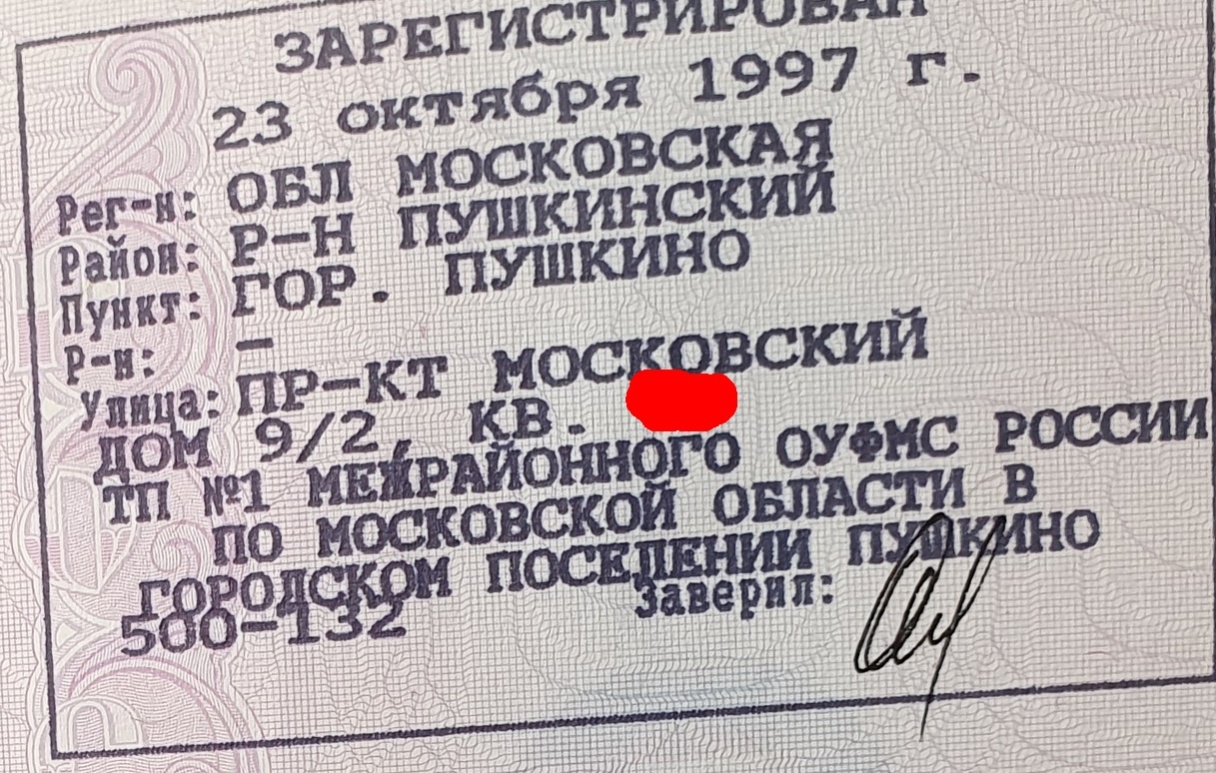 ЗАРЕГИСТРИРОВАН
23 октября 1997 г.
Рег-н: ОБЛ МОСКОВСКАЯ
Район: Р-Н ПУШКИНСКИЙ
Пункт: ГОР. ПУШКИНО
Р-н: -
Улица: ПР-КТ МОСКОВСКИЙ
ДОМ 9/2, КВ.
ТП №1 МЕЖРАЙОННОГО ОУФМС РОССИИ
ПО МОСКОВСКОЙ ОБЛАСТИ В
ГОРОДСКОМ ПОСЕЛЕНИИ ПУШКИНО
500-132 Заверил: